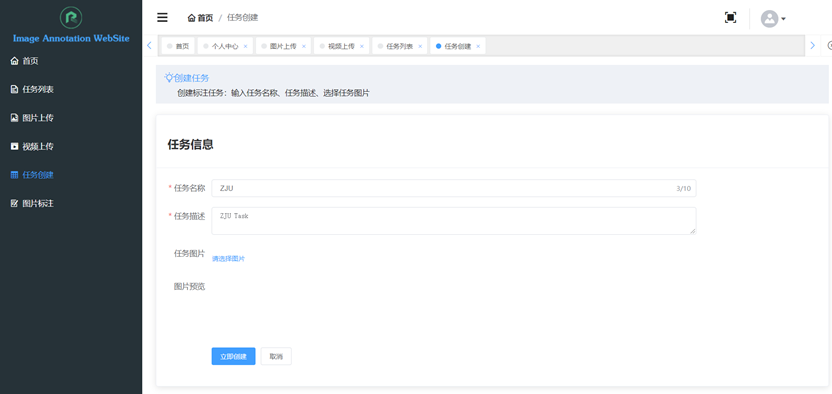 Image Annotation WebSite
首页
任务列表
图片上传
视频上传
任务创建
图片标注
首页 / 任务创建
首页 个人中心 × 图片上传 × 视频上传 × 任务列表 × 任务创建 ×
创建任务
创建标注任务：输入任务名称、任务描述、选择任务图片
任务信息
* 任务名称 ZJU 3/10
* 任务描述 ZJU Task
任务图片 请选择图片
图片预览
立即创建 取消